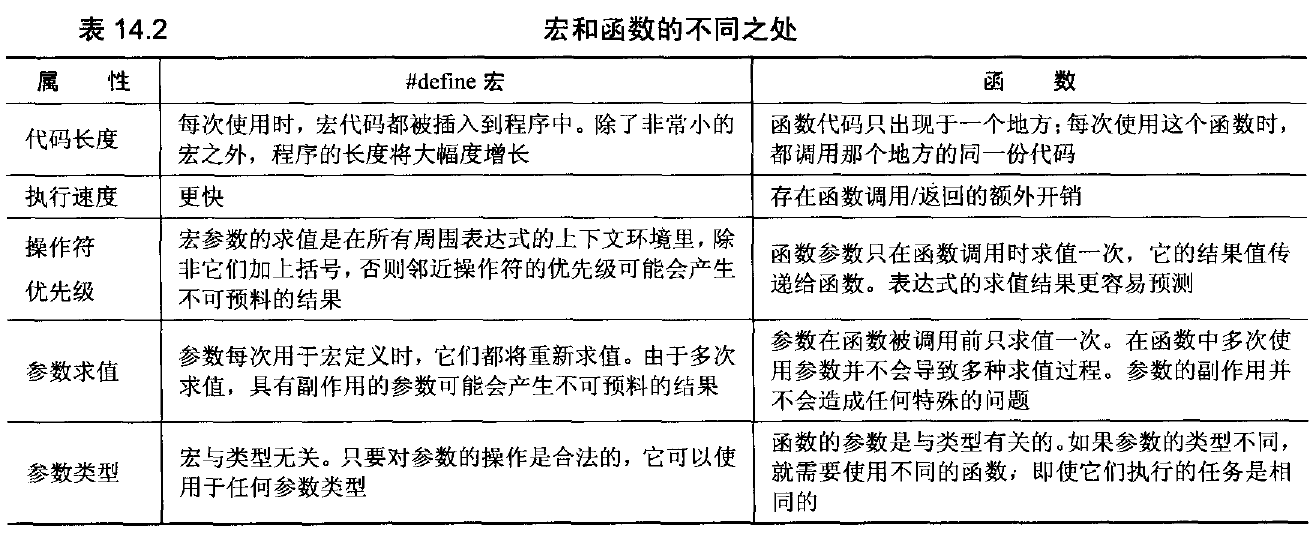 表 14.2 宏和函数的不同之处
属 性 #define 宏 函 数
代码长度
每次使用时，宏代码都被插入到程序中。除了非常小的
宏之外，程序的长度将大幅度增长
函数代码只出现于一个地方；每次使用这个函数时，
都调用那个地方的同一份代码
执行速度
更快
存在函数调用/返回的额外开销
操作符
优先级
宏参数的求值是在所有周围表达式的上下文环境里，除
非它们加上括号，否则邻近操作符的优先级可能会产生
不可预料的结果
函数参数只在函数调用时求值一次，它的结果值传
递给函数。表达式的求值结果更容易预测
参数求值
参数每次用于宏定义时，它们都将重新求值。由于多次
求值，具有副作用的参数可能会产生不可预料的结果
参数在函数被调用前只求值一次。在函数中多次使
用参数并不会导致多种求值过程。参数的副作用并
不会造成任何特殊的问题
参数类型
宏与类型无关。只要对参数的操作是合法的，它可以使
用于任何参数类型
函数的参数是与类型有关的。如果参数的类型不同，
就需要使用不同的函数，即使它们执行的任务是相
同的